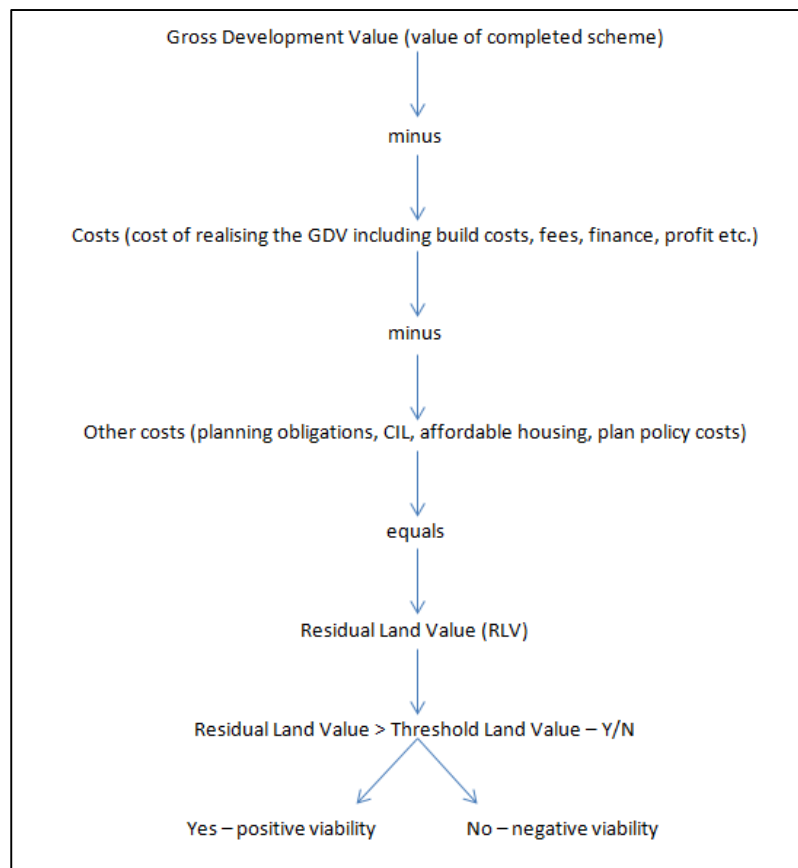 Gross Development Value (value of completed scheme)
minus
Costs (cost of realising the GDV including build costs, fees, finance, profit etc.)
minus
Other costs (planning obligations, CIL, affordable housing, plan policy costs)
equals
Residual Land Value (RLV)
Residual Land Value > Threshold Land Value – Y/N
Yes – positive viability
No – negative viability